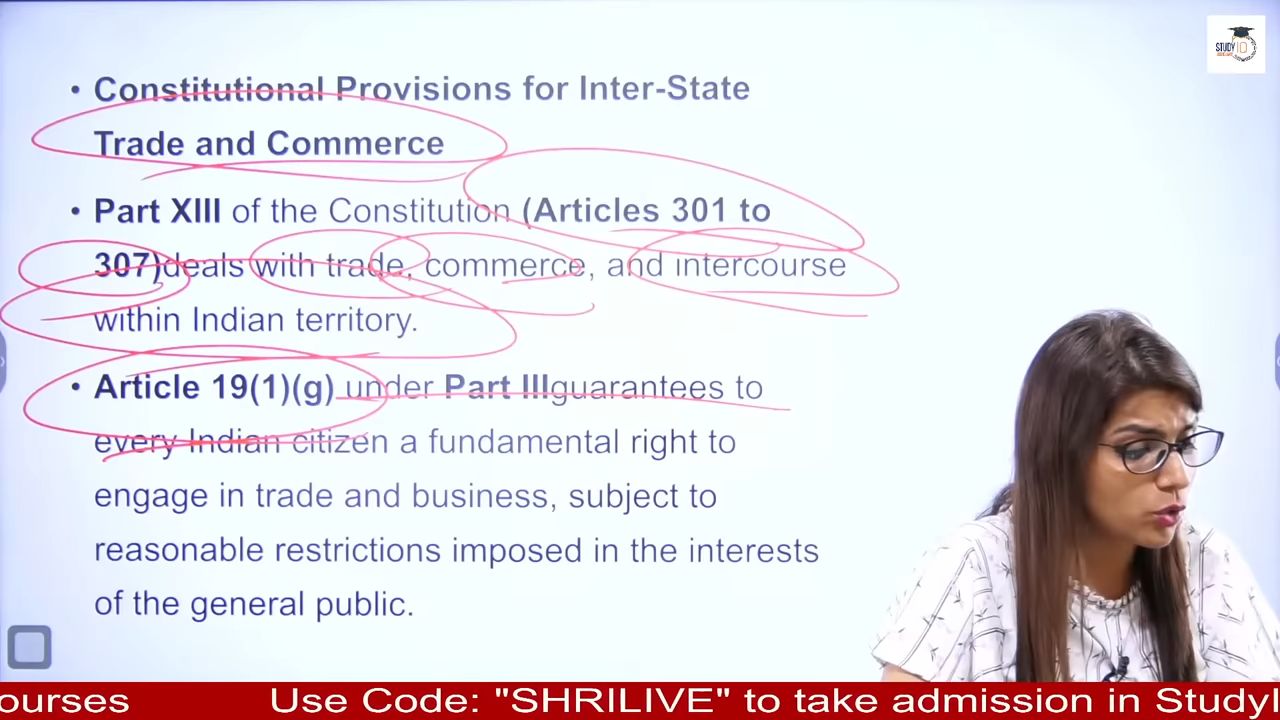 STUDY
IQ
• Constitutional Provisions for Inter-State
Trade and Commerce
• Part XIII of the Constitution (Articles 301 to
307)deals with trade, commerce, and intercourse
within Indian territory.
• Article 19(1)(g) under Part IIIguarantees to
every Indian citizen a fundamental right to
engage in trade and business, subject to
reasonable restrictions imposed in the interests
of the general public.
ourses Use Code: "SHRILIVE" to take admission in StudyI